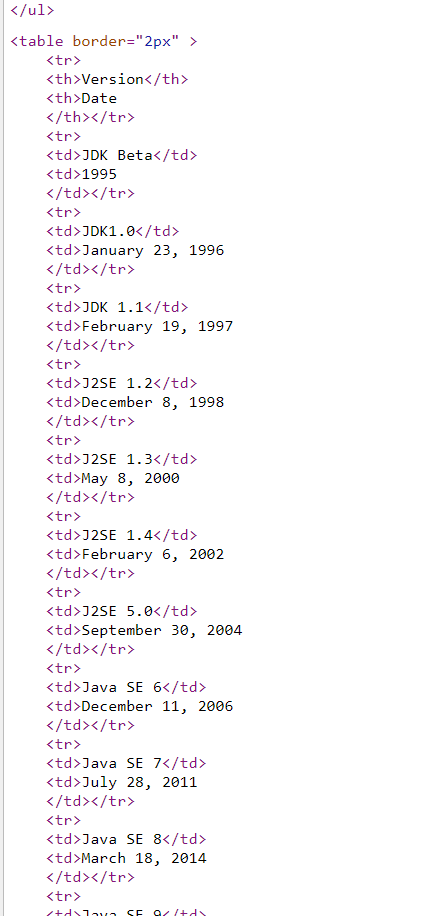 </ul>
<table border="2px" >
<tr>
<th>Version</th>
<th>Date
</th></tr>
<tr>
<td>JDK Beta</td>
<td>1995
</td></tr>
<tr>
<td>JDK1.0</td>
<td>January 23, 1996
</td></tr>
<tr>
<td>JDK 1.1</td>
<td>February 19, 1997
</td></tr>
<tr>
<td>J2SE 1.2</td>
<td>December 8, 1998
</td></tr>
<tr>
<td>J2SE 1.3</td>
<td>May 8, 2000
</td></tr>
<tr>
<td>J2SE 1.4</td>
<td>February 6, 2002
</td></tr>
<tr>
<td>J2SE 5.0</td>
<td>September 30, 2004
</td></tr>
<tr>
<td>Java SE 6</td>
<td>December 11, 2006
</td></tr>
<tr>
<td>Java SE 7</td>
<td>July 28, 2011
</td></tr>
<tr>
<td>Java SE 8</td>
<td>March 18, 2014
</td></tr>
<tr>
<td>Java SE 9</td>